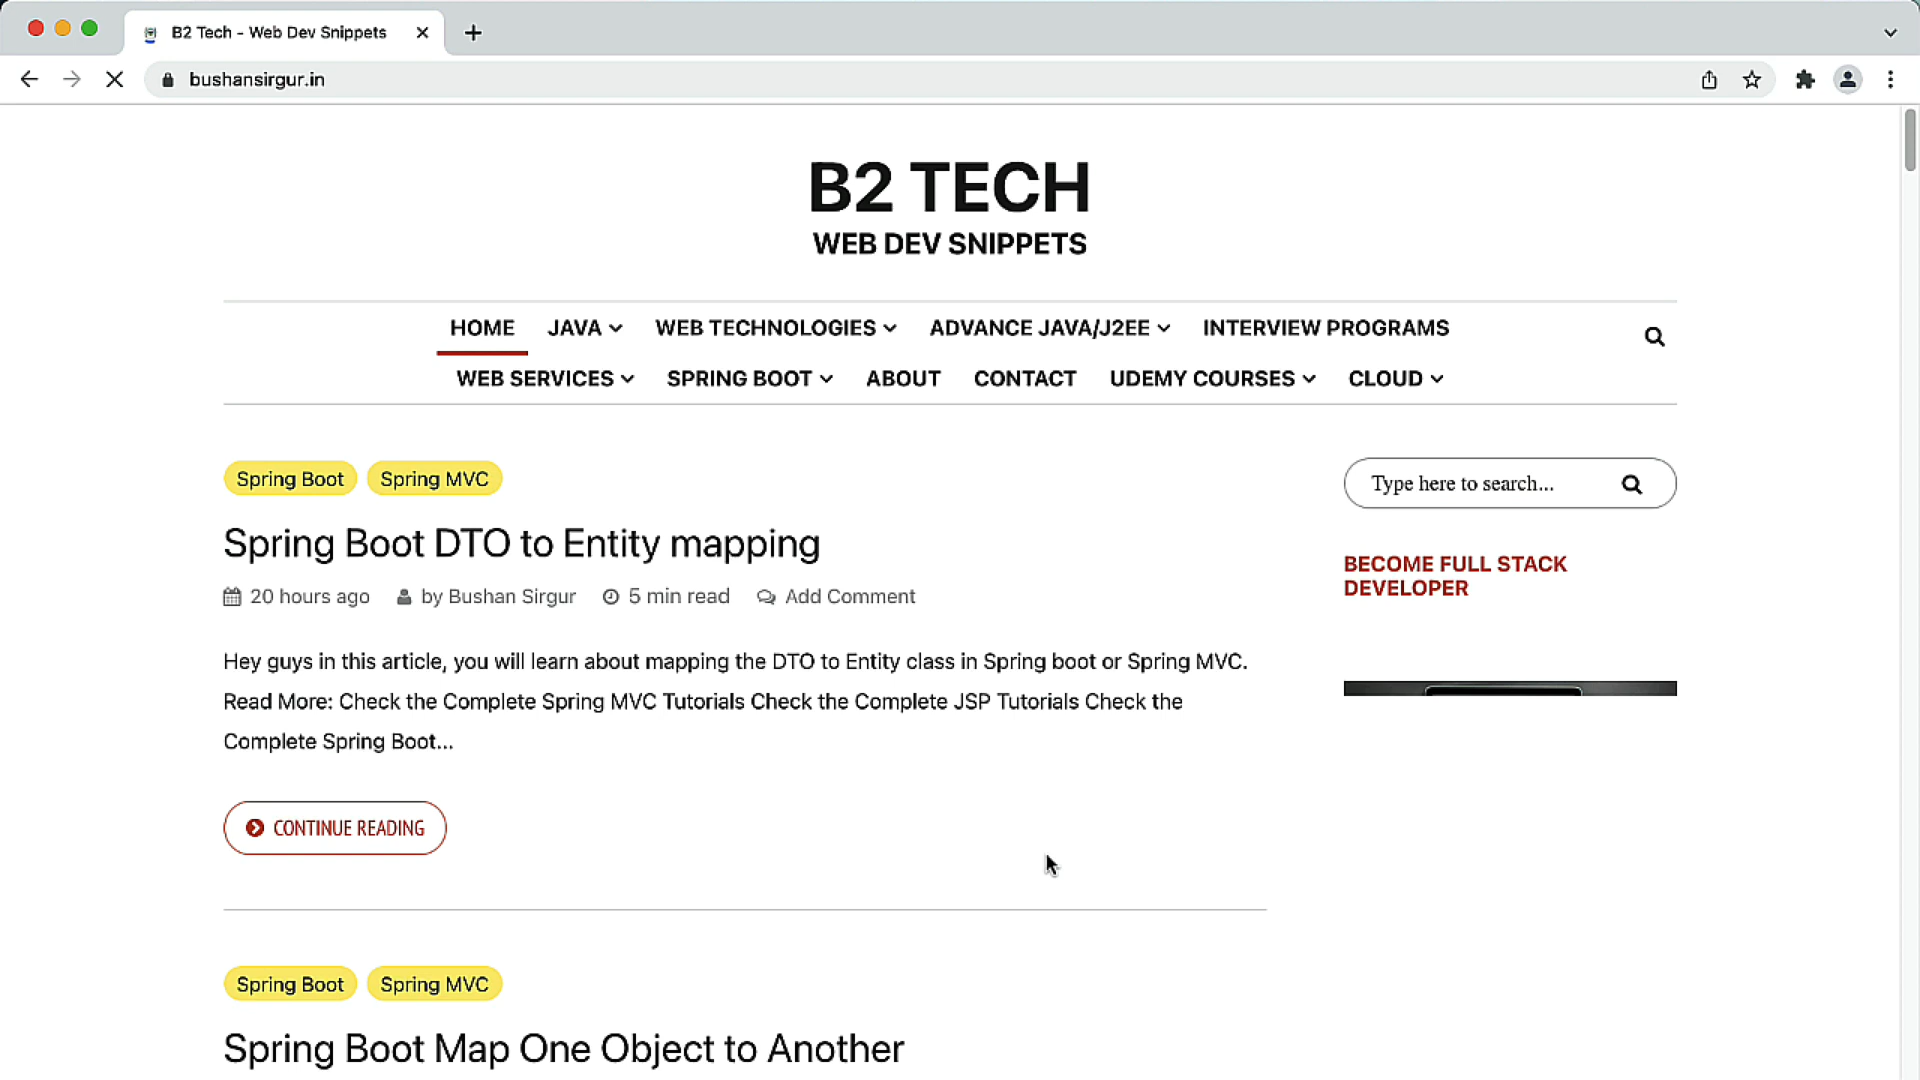 B2 Tech - Web Dev Snippets
bushansirgur.in
B2 TECH
WEB DEV SNIPPETS
HOME JAVA WEB TECHNOLOGIES ADVANCE JAVA/J2EE INTERVIEW PROGRAMS
WEB SERVICES SPRING BOOT ABOUT CONTACT UDEMY COURSES CLOUD
Spring Boot Spring MVC
Spring Boot DTO to Entity mapping
20 hours ago by Bushan Sirgur 5 min read Add Comment
Hey guys in this article, you will learn about mapping the DTO to Entity class in Spring boot or Spring MVC.
Read More: Check the Complete Spring MVC Tutorials Check the Complete JSP Tutorials Check the
Complete Spring Boot...
CONTINUE READING
Type here to search...
BECOME FULL STACK
DEVELOPER
Spring Boot Spring MVC
Spring Boot Map One Object to Another